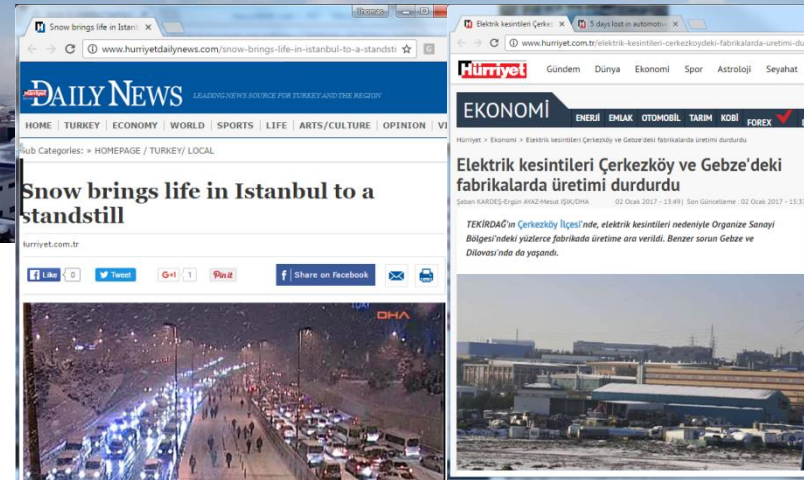 Thomas
Snow brings life in Istanb
www.hurriyetdailynews.com/snow-brings-life-in-istanbul-to-a-standsti
Hürriyet
DAILY NEWS
LEADING NEWS SOURCE FOR TURKEY AND THE REGION
HOME | TURKEY | ECONOMY | WORLD | SPORTS | LIFE | ARTS/CULTURE | OPINION | VI
Sub Categories: » HOMEPAGE / TURKEY/ LOCAL
Snow brings life in Istanbul to a
standstill
hurriyet.com.tr
Like 0 Tweet G+1 1 Pin it Share on Facebook
DHA
Elektrik kesintileri Çerkez
5 days lost in automotiv
www.hurriyet.com.tr/elektrik-kesintileri-cerkezkoydeki-fabrikalarda-uretimi-du
Hürriyet Gündem Dünya Ekonomi Spor Astroloji Seyahat
EKONOMİ ENERJİ EMLAK OTOMOBİL TARIM KOBİ FOREX
Hürriyet > Ekonomi > Elektrik kesintileri Çerkezköy ve Gebze'deki fabrikalarda üretimi durdurdu
Elektrik kesintileri Çerkezköy ve Gebze'deki
fabrikalarda üretimi durdurdu
Şaban KARDEŞ-Ergün AYAZ-Mesut IŞIK/DHA 02 Ocak 2017 - 13:49 | Son Güncelleme : 02 Ocak 2017 - 15:37
TEKİRDAĞ'ın Çerkezköy İlçesi'nde, elektrik kesintileri nedeniyle Organize Sanayi
Bölgesi'ndeki yüzlerce fabrikada üretime ara verildi. Benzer sorun Gebze ve
Dilovası'nda da yaşandı.